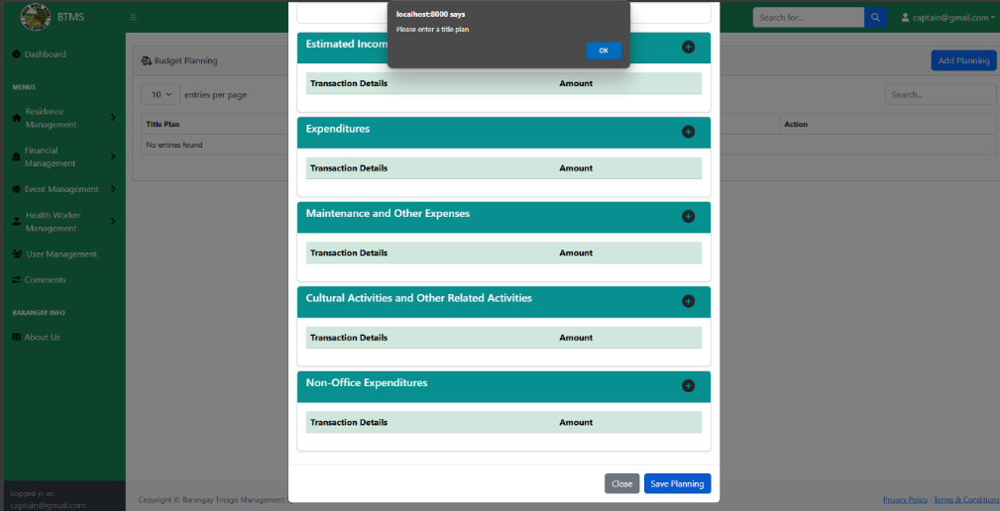 BTMS
Search for...
captain@gmail.com
localhost:8000 says
Please enter a title plan
OK
Dashboard
MENUS
Residence
Management
Financial
Management
Event Management
Health Worker
Management
User Management
Comments
BARANGAY INFO
About Us
Logged in as:
captain@gmail.com
Budget Planning
Add Planning
10 entries per page
Search...
Title Plan
Action
No entries found
Estimated Incom
Transaction Details Amount
Expenditures
Transaction Details Amount
Maintenance and Other Expenses
Transaction Details Amount
Cultural Activities and Other Related Activities
Transaction Details Amount
Non-Office Expenditures
Transaction Details Amount
Close
Save Planning
Copyright © Barangay Tinago Management
Privacy Policy · Terms & Conditions